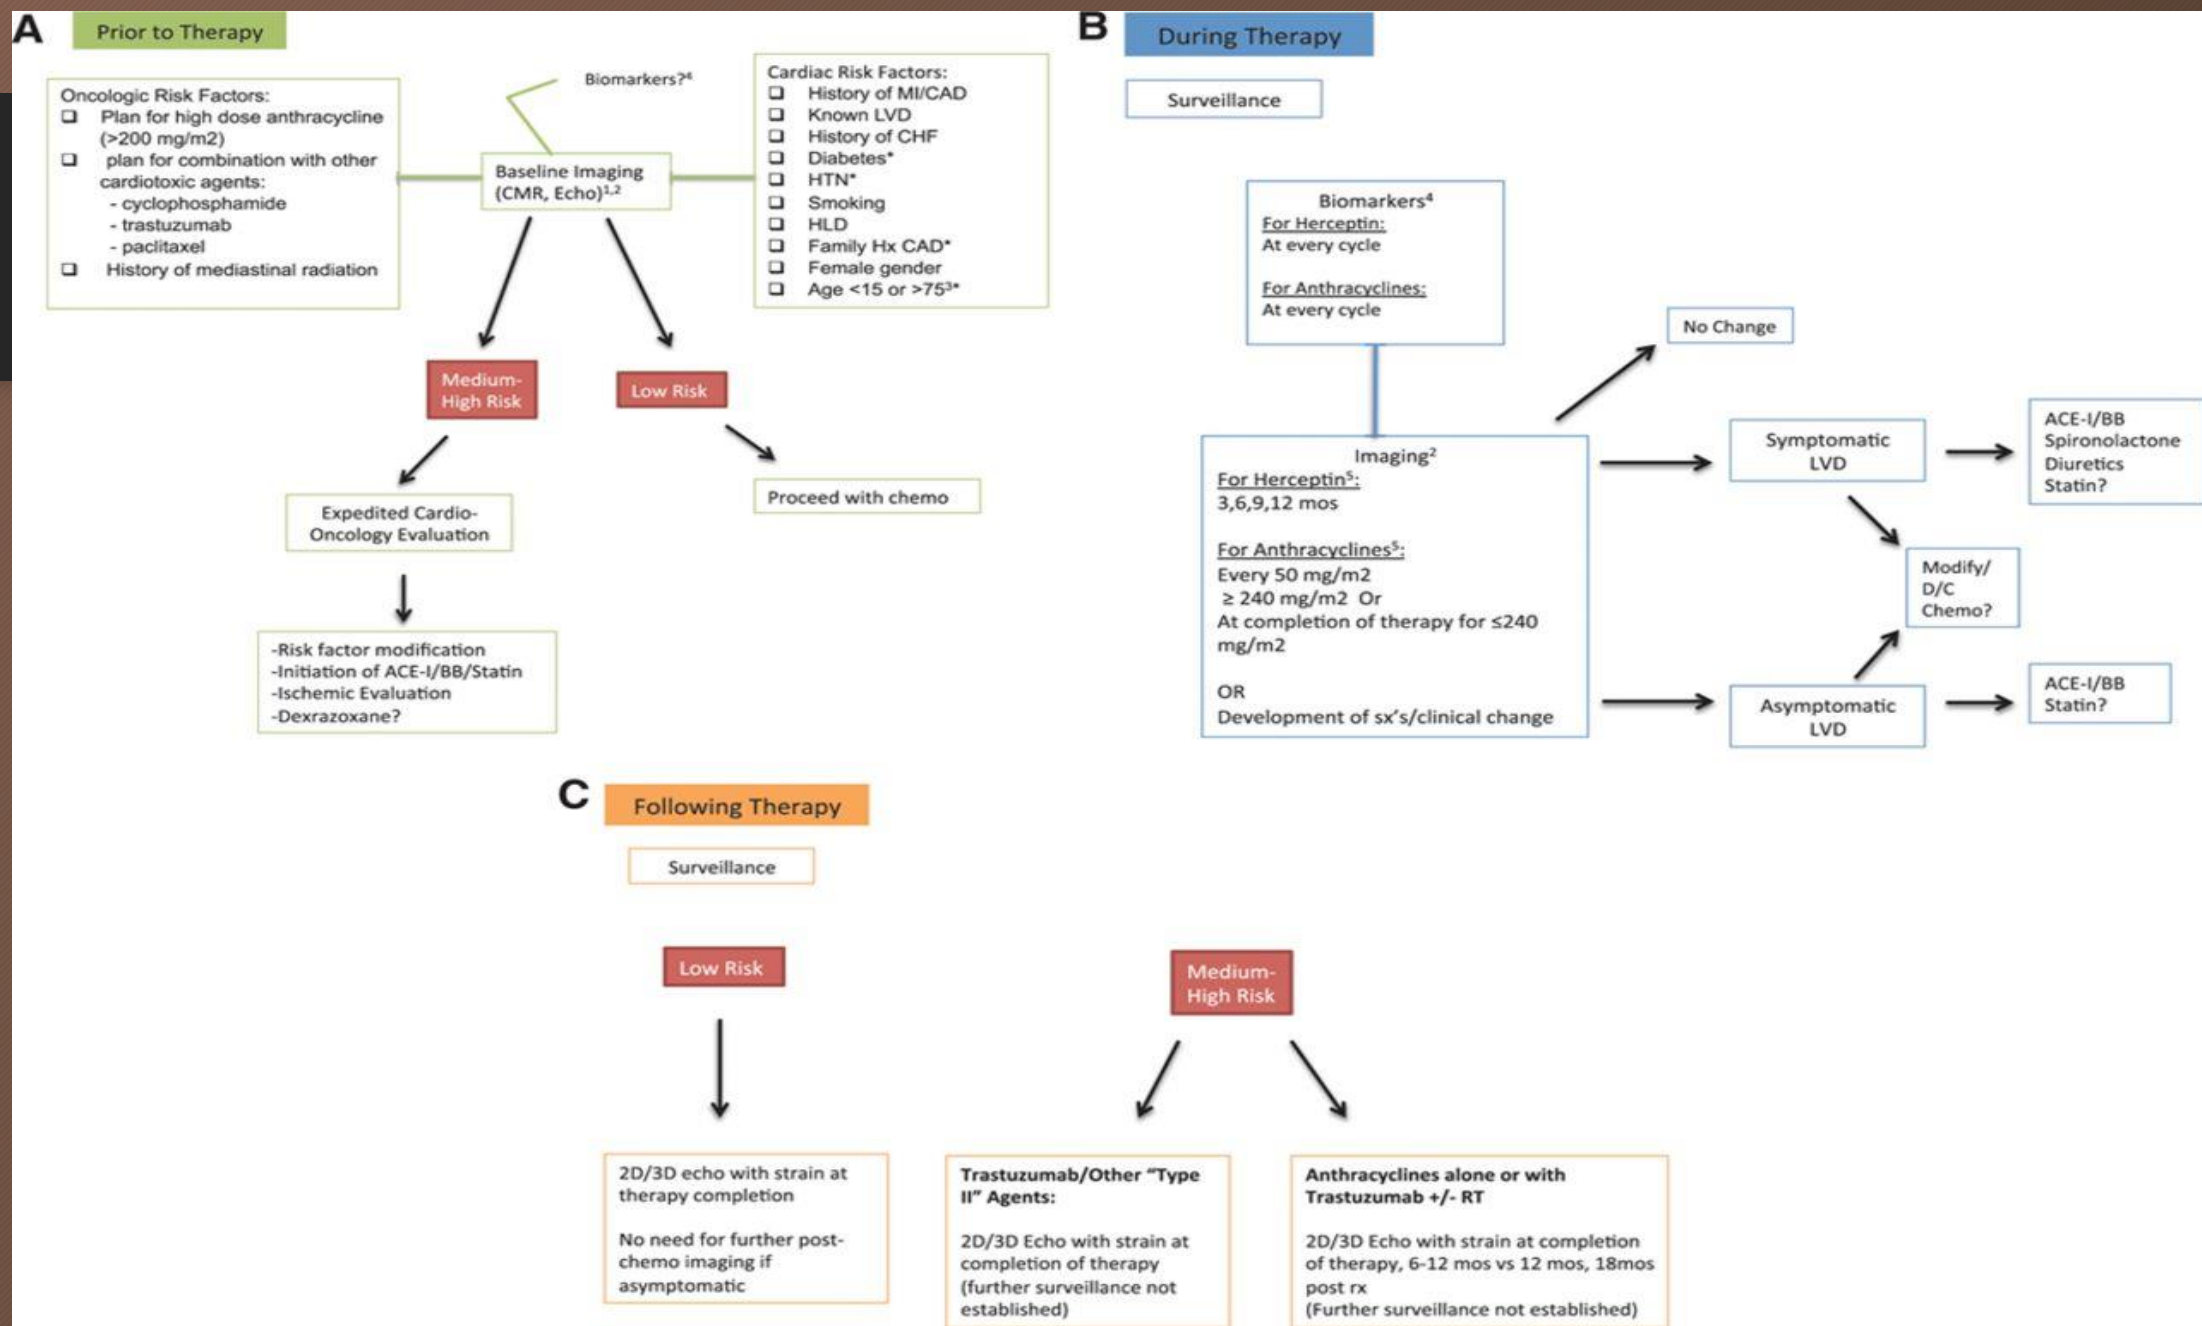 A
Prior to Therapy
Oncologic Risk Factors:
Plan for high dose anthracycline
(>200 mg/m2)
plan for combination with other
cardiotoxic agents:
- cyclophosphamide
- trastuzumab
- paclitaxel
History of mediastinal radiation
Biomarkers?⁴
Baseline Imaging
(CMR, Echo)¹,²
Cardiac Risk Factors:
History of MI/CAD
Known LVD
History of CHF
Diabetes*
HTN*
Smoking
HLD
Family Hx CAD*
Female gender
Age <15 or >75³*
Medium-
High Risk
Low Risk
Expedited Cardio-
Oncology Evaluation
Proceed with chemo
-Risk factor modification
-Initiation of ACE-I/BB/Statin
-Ischemic Evaluation
-Dexrazoxane?
B
During Therapy
Surveillance
Biomarkers⁴
For Herceptin:
At every cycle
For Anthracyclines:
At every cycle
Imaging²
For Herceptin⁵:
3,6,9,12 mos
For Anthracyclines⁵:
Every 50 mg/m2
≥ 240 mg/m2 Or
At completion of therapy for ≤240
mg/m2
OR
Development of sx's/clinical change
No Change
Symptomatic
LVD
ACE-I/BB
Spironolactone
Diuretics
Statin?
Modify/
D/C
Chemo?
Asymptomatic
LVD
ACE-I/BB
Statin?
C
Following Therapy
Surveillance
Low Risk
2D/3D echo with strain at
therapy completion
No need for further post-
chemo imaging if
asymptomatic
Medium-
High Risk
Trastuzumab/Other “Type
II” Agents:
2D/3D Echo with strain at
completion of therapy
(further surveillance not
established)
Anthracyclines alone or with
Trastuzumab +/- RT
2D/3D Echo with strain at completion
of therapy, 6-12 mos vs 12 mos, 18mos
post rx
(Further surveillance not established)